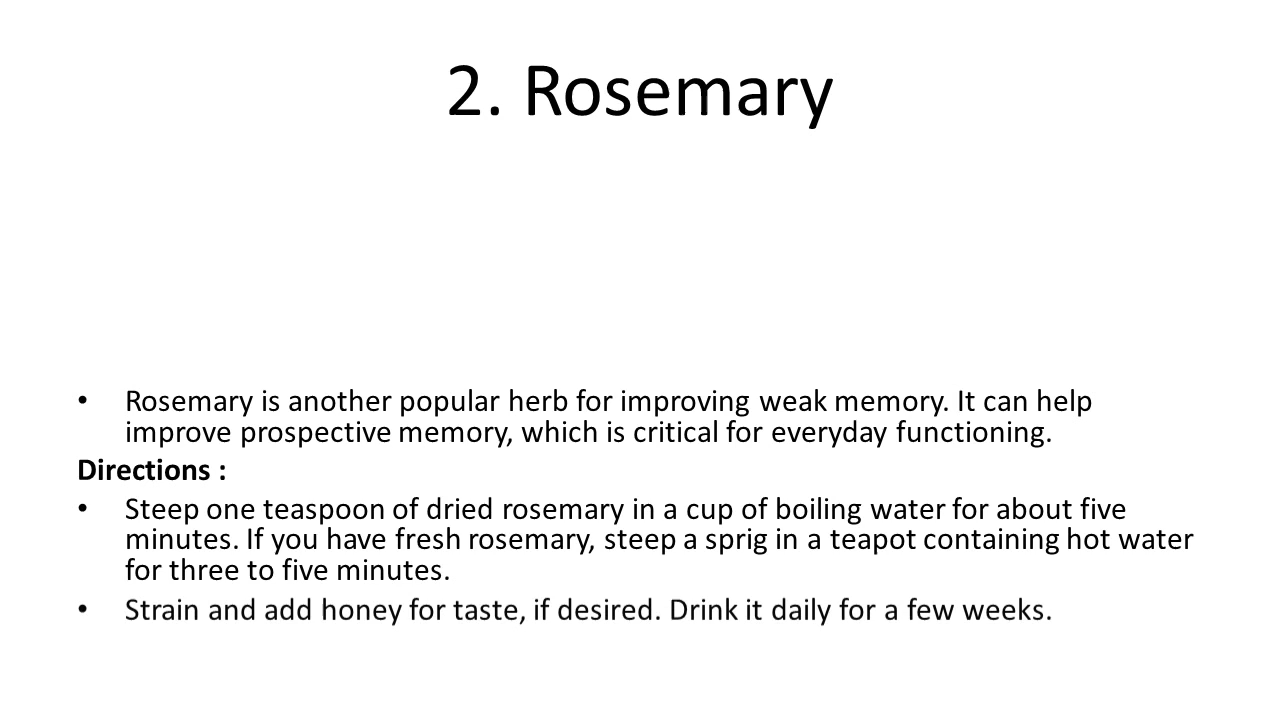 2. Rosemary
• Rosemary is another popular herb for improving weak memory. It can help
improve prospective memory, which is critical for everyday functioning.
Directions :
• Steep one teaspoon of dried rosemary in a cup of boiling water for about five
minutes. If you have fresh rosemary, steep a sprig in a teapot containing hot water
for three to five minutes.
• Strain and add honey for taste, if desired. Drink it daily for a few weeks.